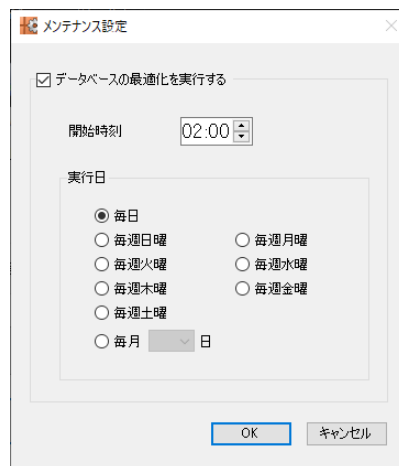 メンテナンス設定
データベースの最適化を実行する
開始時刻 02:00
実行日
毎日
毎週日曜 毎週月曜
毎週火曜 毎週水曜
毎週木曜 毎週金曜
毎週土曜
毎月 日
OK キャンセル